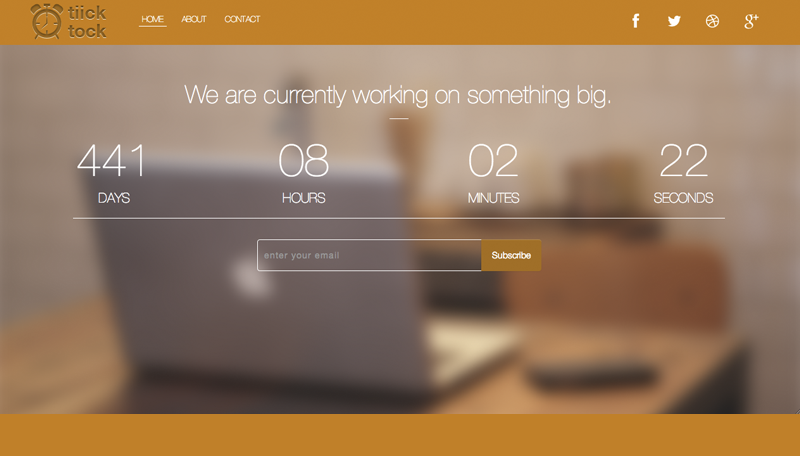 tiick
tock
HOME ABOUT CONTACT
We are currently working on something big.
441 08 02 22
DAYS HOURS MINUTES SECONDS
enter your email Subscribe